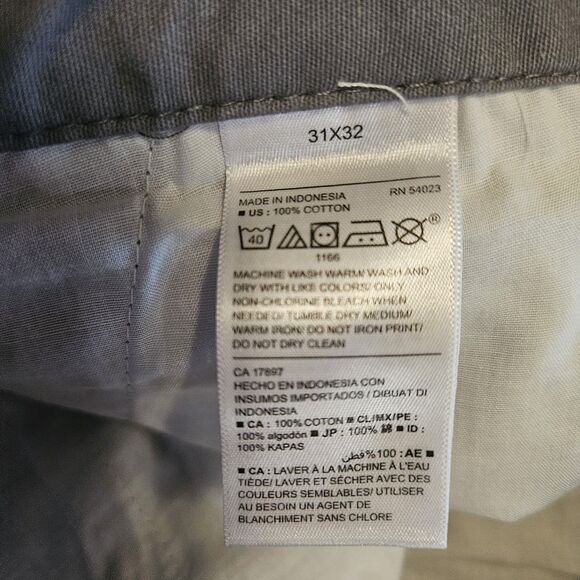 31X32
MADE IN INDONESIA RN 54023
■ US : 100% COTTON
40 ®
1166
MACHINE WASH WARM/ WASH AND
DRY WITH LIKE COLORS/ ONLY
NON-CHLORINE BLEACH WHEN
NEEDED/ TUMBLE DRY MEDIUM/
WARM IRON/ DO NOT IRON PRINT/
DO NOT DRY CLEAN
CA 17897
HECHO EN INDONESIA CON
INSUMOS IMPORTADOS / DIBUAT DI
INDONESIA
■ CA : 100% COTON ■ CL/MX/PE :
100% algodón ■ JP : 100% 綿 ■ ID :
100% KAPAS
■ AE: 100% قطن
■ CA : LAVER À LA MACHINE À L'EAU
TIÈDE/ LAVER ET SÉCHER AVEC DES
COULEURS SEMBLABLES/ UTILISER
AU BESOIN UN AGENT DE
BLANCHIMENT SANS CHLORE